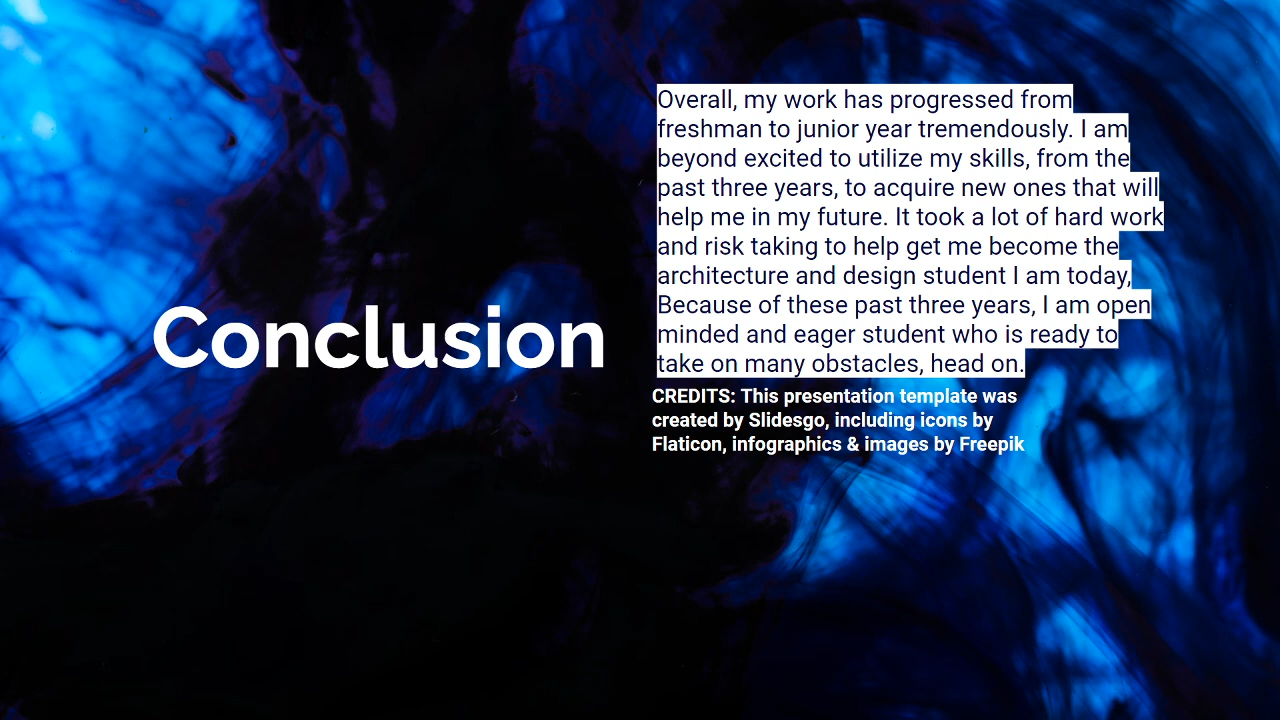 Conclusion
Overall, my work has progressed from
freshman to junior year tremendously. I am
beyond excited to utilize my skills, from the
past three years, to acquire new ones that will
help me in my future. It took a lot of hard work
and risk taking to help get me become the
architecture and design student I am today,
Because of these past three years, I am open
minded and eager student who is ready to
take on many obstacles, head on.
CREDITS: This presentation template was
created by Slidesgo, including icons by
Flaticon, infographics & images by Freepik